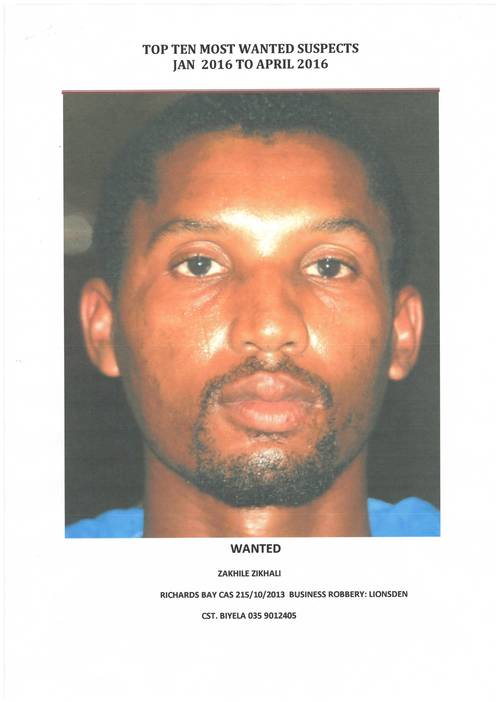 TOP TEN MOST WANTED SUSPECTS
JAN 2016 TO APRIL 2016
WANTED
ZAKHILE ZIKHALI
RICHARDS BAY CAS 215/10/2013 BUSINESS ROBBERY: LIONSDEN
CST. BIYELA 035 9012405